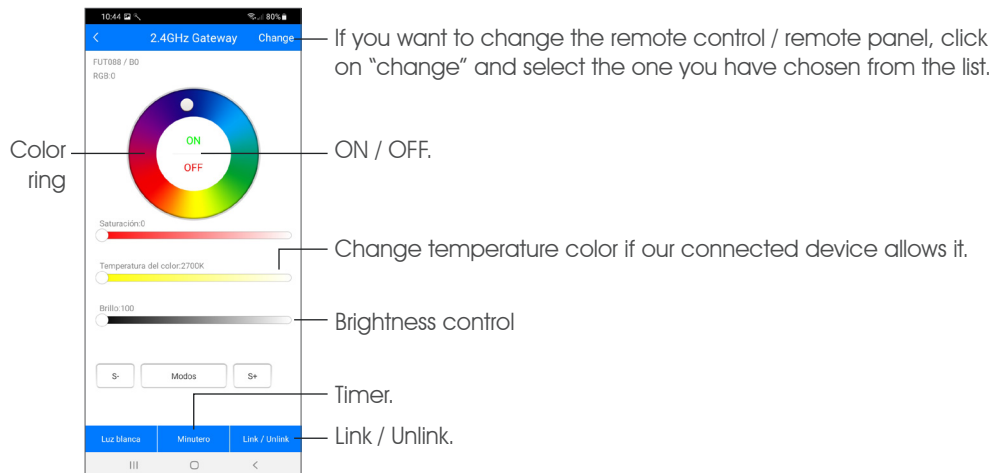 10:44 80%
2.4GHz Gateway Change
If you want to change the remote control / remote panel, click
on “change” and select the one you have chosen from the list.
FUT088 / B0
RGB:0
Color
ring
ON
OFF
ON / OFF.
Saturación:0
Change temperature color if our connected device allows it.
Temperatura del color:2700K
Brillo:100
Brightness control
S- Modos S+
Timer.
Luz blanca Minutero Link / Unlink
Link / Unlink.